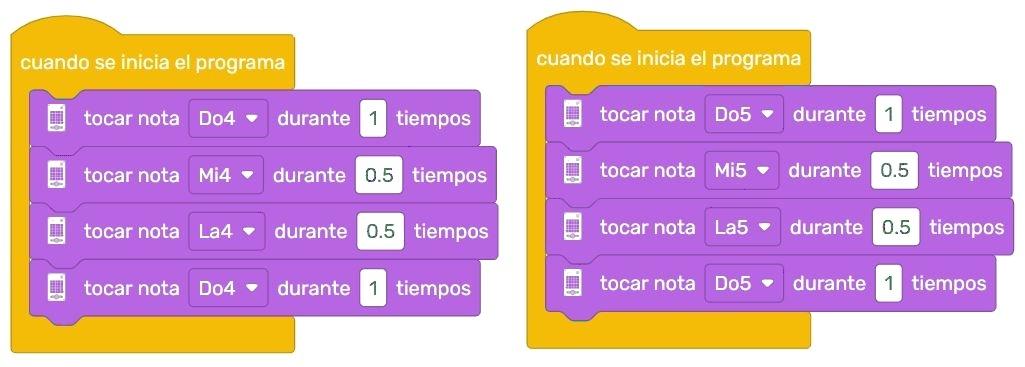 cuando se inicia el programa
tocar nota Do4 durante 1 tiempos
tocar nota Mi4 durante 0.5 tiempos
tocar nota La4 durante 0.5 tiempos
tocar nota Do4 durante 1 tiempos
cuando se inicia el programa
tocar nota Do5 durante 1 tiempos
tocar nota Mi5 durante 0.5 tiempos
tocar nota La5 durante 0.5 tiempos
tocar nota Do5 durante 1 tiempos